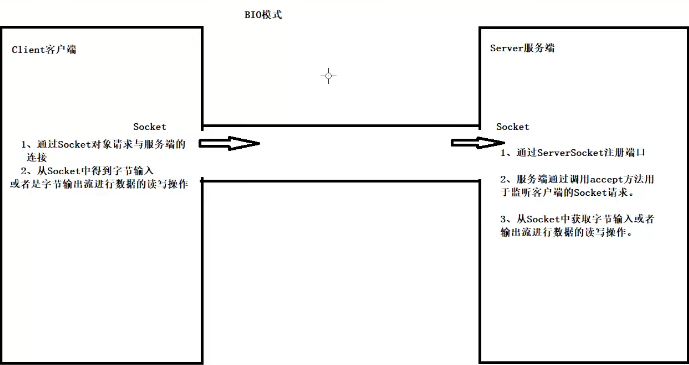 BIO模式
Client客户端
Socket
1、通过Socket对象请求与服务端的
连接
2、从Socket中得到字节输入
或者是字节输出流进行数据的读写操作
Server服务端
Socket
1、通过ServerSocket注册端口
2、服务端通过调用accept方法用
于监听客户端的Socket请求。
3、从Socket中获取字节输入或者
输出流进行数据的读写操作。